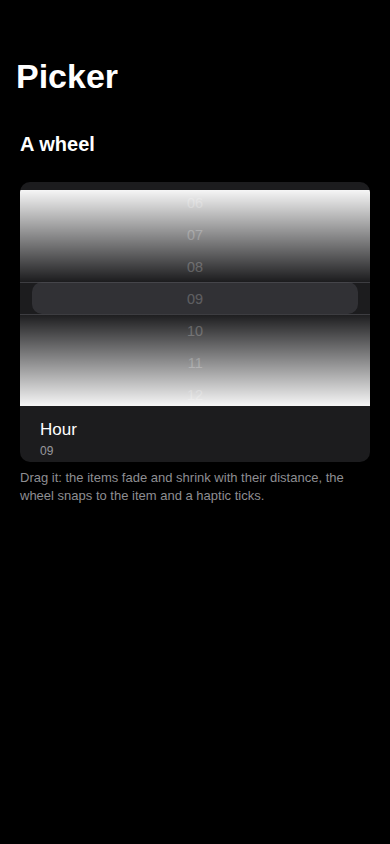 Picker
A wheel
06
07
08
09
10
11
12
Hour
09
Drag it: the items fade and shrink with their distance, the
wheel snaps to the item and a haptic ticks.